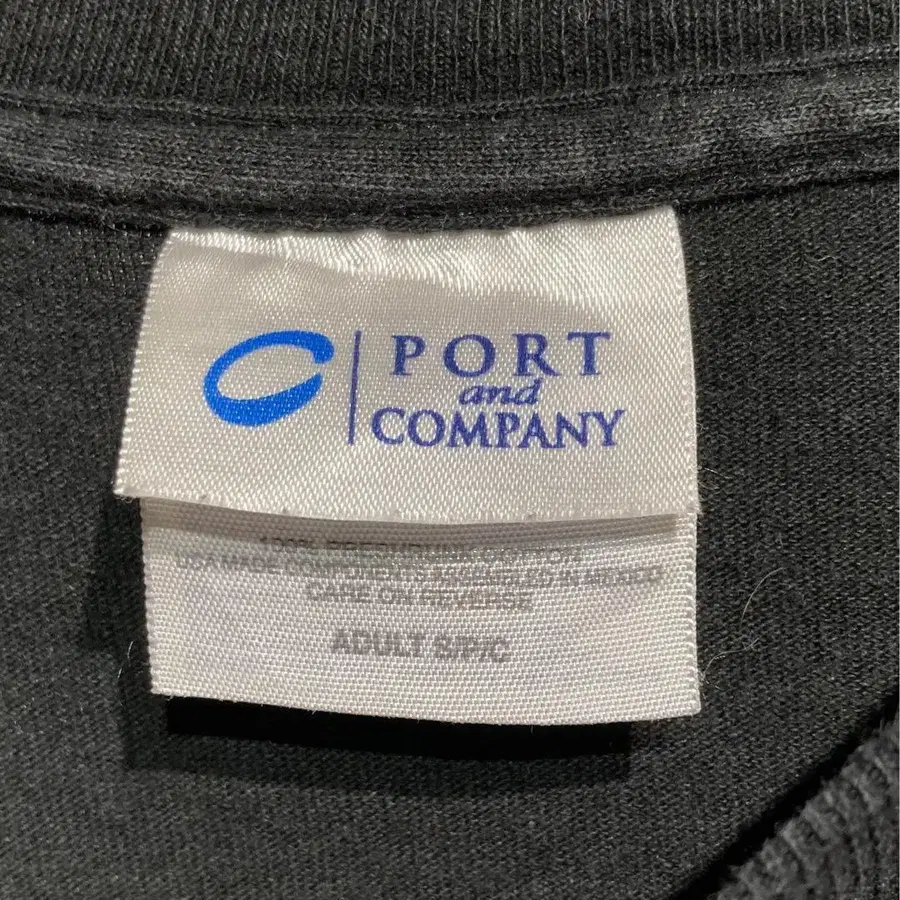 PORT
and
COMPANY
100% PRESHRUNK COTTON
USA MADE COMPONENTS ASSEMBLED IN MEXICO
CARE ON REVERSE
ADULT S/P/C